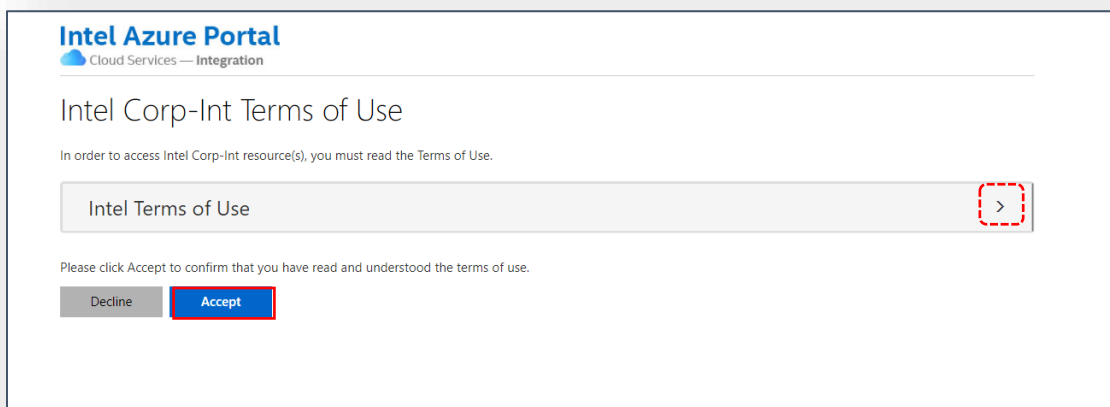 Intel Azure Portal
Cloud Services — Integration
Intel Corp-Int Terms of Use
In order to access Intel Corp-Int resource(s), you must read the Terms of Use.
Intel Terms of Use
Please click Accept to confirm that you have read and understood the terms of use.
Decline Accept